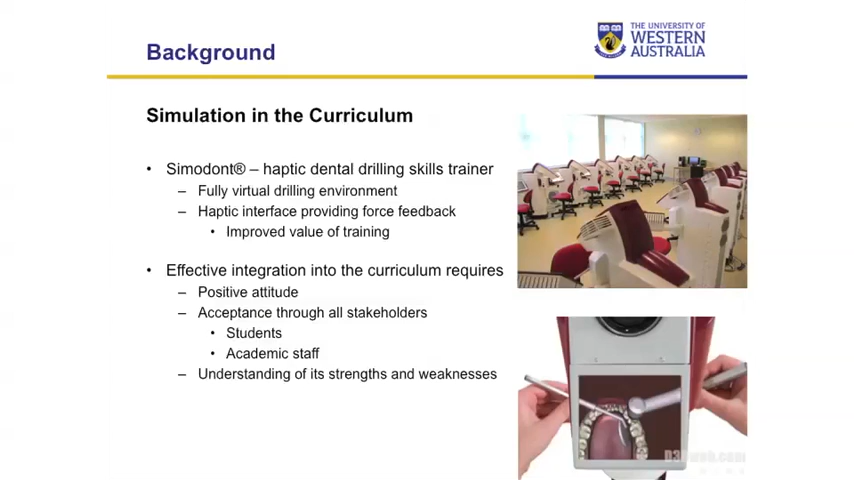 Background
THE UNIVERSITY OF
WESTERN
AUSTRALIA
Simulation in the Curriculum
• Simodont® – haptic dental drilling skills trainer
– Fully virtual drilling environment
– Haptic interface providing force feedback
• Improved value of training
• Effective integration into the curriculum requires
– Positive attitude
– Acceptance through all stakeholders
• Students
• Academic staff
– Understanding of its strengths and weaknesses